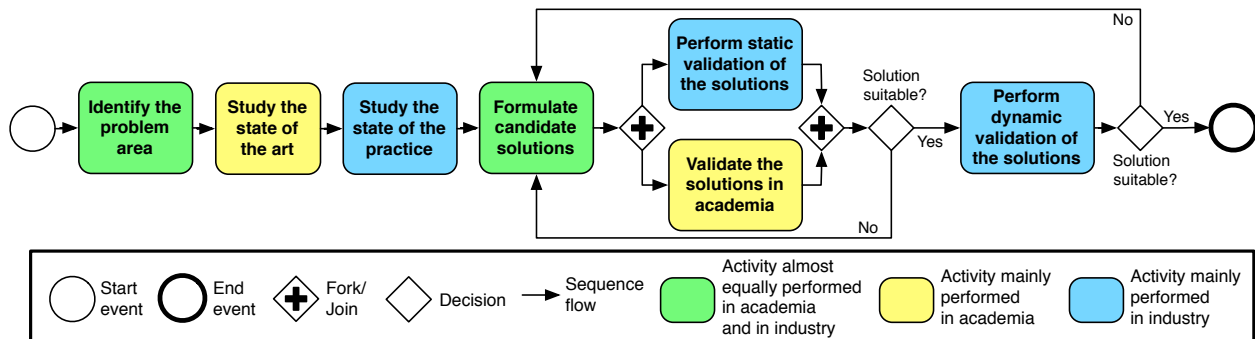 No
Identify the
problem
area
Study the
state of
the art
Study the
state of the
practice
Formulate
candidate
solutions
Perform static
validation of
the solutions
Validate the
solutions in
academia
Solution
suitable?
Yes
No
Perform
dynamic
validation of
the solutions
Yes
Solution
suitable?
Start
event
End
event
Fork/
Join
Decision
Sequence
flow
Activity almost
equally performed
in academia
and in industry
Activity mainly
performed
in academia
Activity mainly
performed
in industry